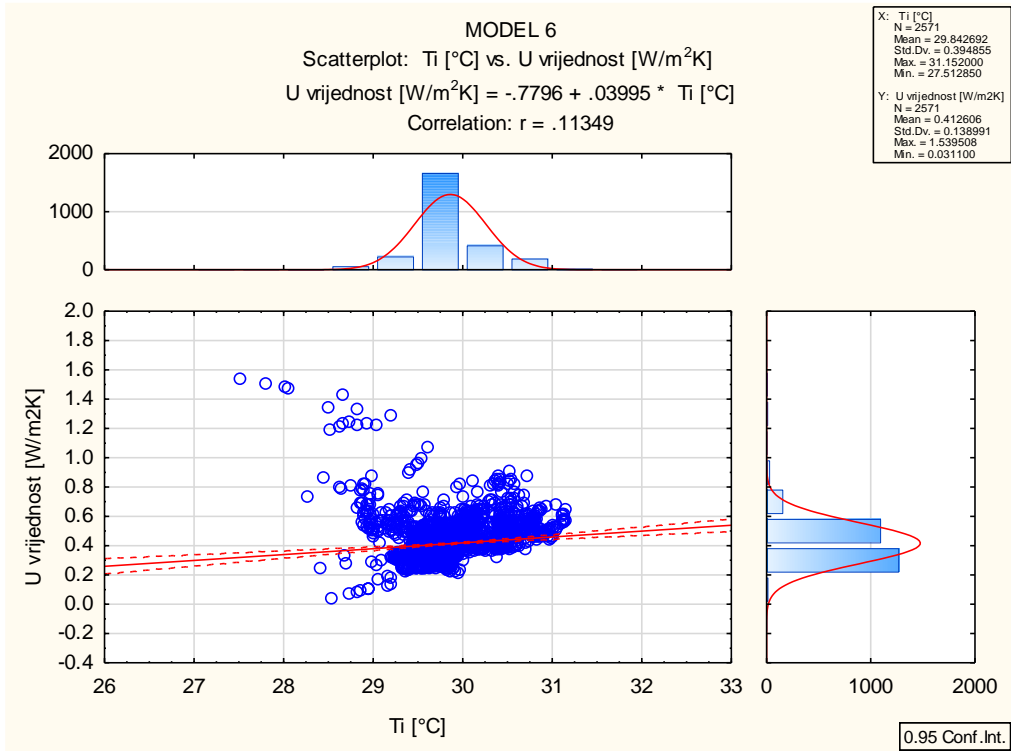 MODEL 6
Scatterplot: Ti [°C] vs. U vrijednost [W/m²K]
U vrijednost [W/m²K] = -.7796 + .03995 * Ti [°C]
Correlation: r = .11349
X: Ti [°C]
N = 2571
Mean = 29.842692
Std.Dv. = 0.394855
Max. = 31.152000
Min. = 27.512850
Y: U vrijednost [W/m2K]
N = 2571
Mean = 0.412606
Std.Dv. = 0.138991
Max. = 1.539508
Min. = 0.031100
2000
1000
0
2.0
1.8
1.6
1.4
1.2
1.0
0.8
0.6
0.4
0.2
0.0
-0.2
-0.4
U vrijednost [W/m2K]
26 27 28 29 30 31 32 33
Ti [°C]
0 1000 2000
0.95 Conf.Int.